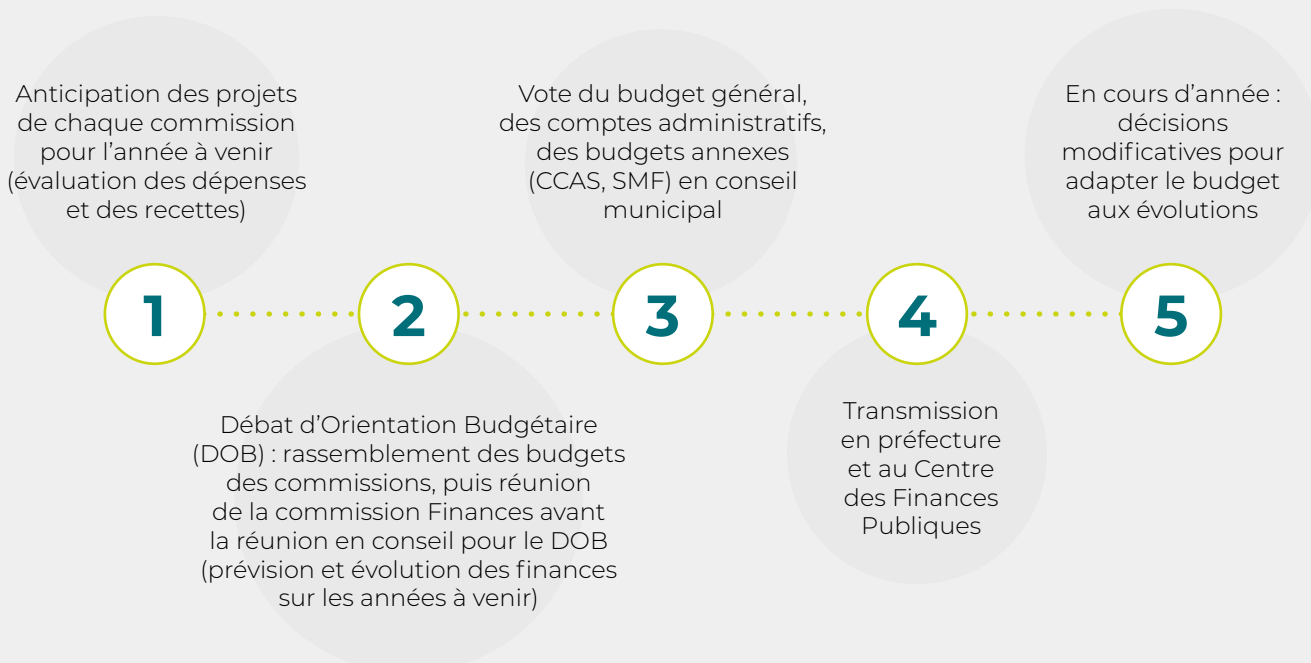 Anticipation des projets
de chaque commission
pour l’année à venir
(évaluation des dépenses
et des recettes)
1
Débat d’Orientation Budgétaire
(DOB) : rassemblement des budgets
des commissions, puis réunion
de la commission Finances avant
la réunion en conseil pour le DOB
(prévision et évolution des finances
sur les années à venir)
2
Vote du budget général,
des comptes administratifs,
des budgets annexes
(CCAS, SMF) en conseil
municipal
3
Transmission
en préfecture
et au Centre
des Finances
Publiques
4
En cours d’année :
décisions
modificatives pour
adapter le budget
aux évolutions
5